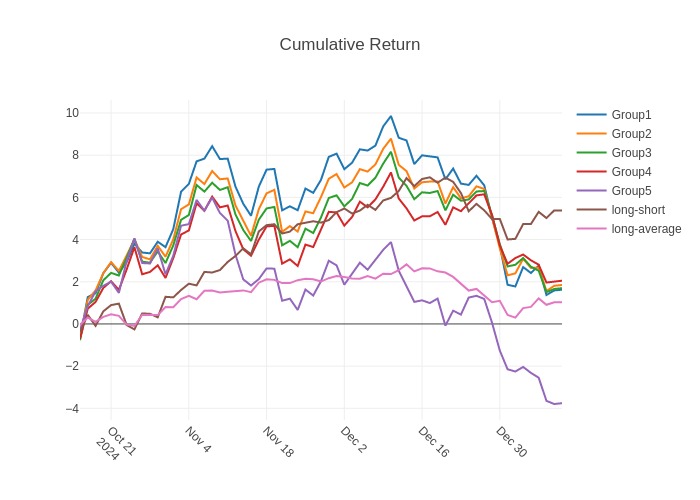 Cumulative Return
10
8
6
4
2
0
−2
−4
Oct 21
2024
Nov 4
Nov 18
Dec 2
Dec 16
Dec 30
Group1
Group2
Group3
Group4
Group5
long-short
long-average